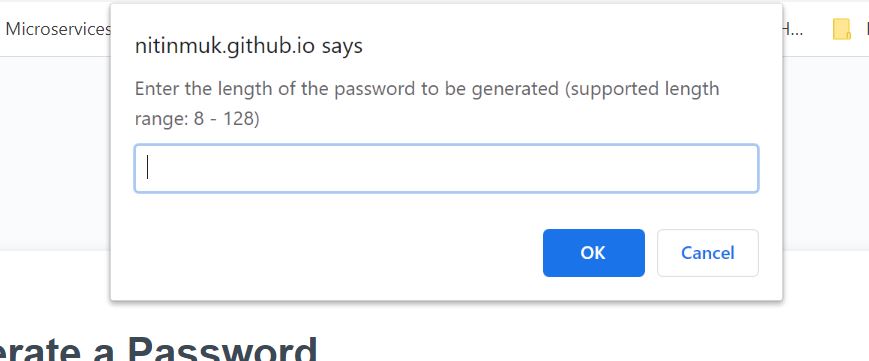 Microservices
H...
nitinmuk.github.io says
Enter the length of the password to be generated (supported length
range: 8 - 128)
OK
Cancel
erate a Password